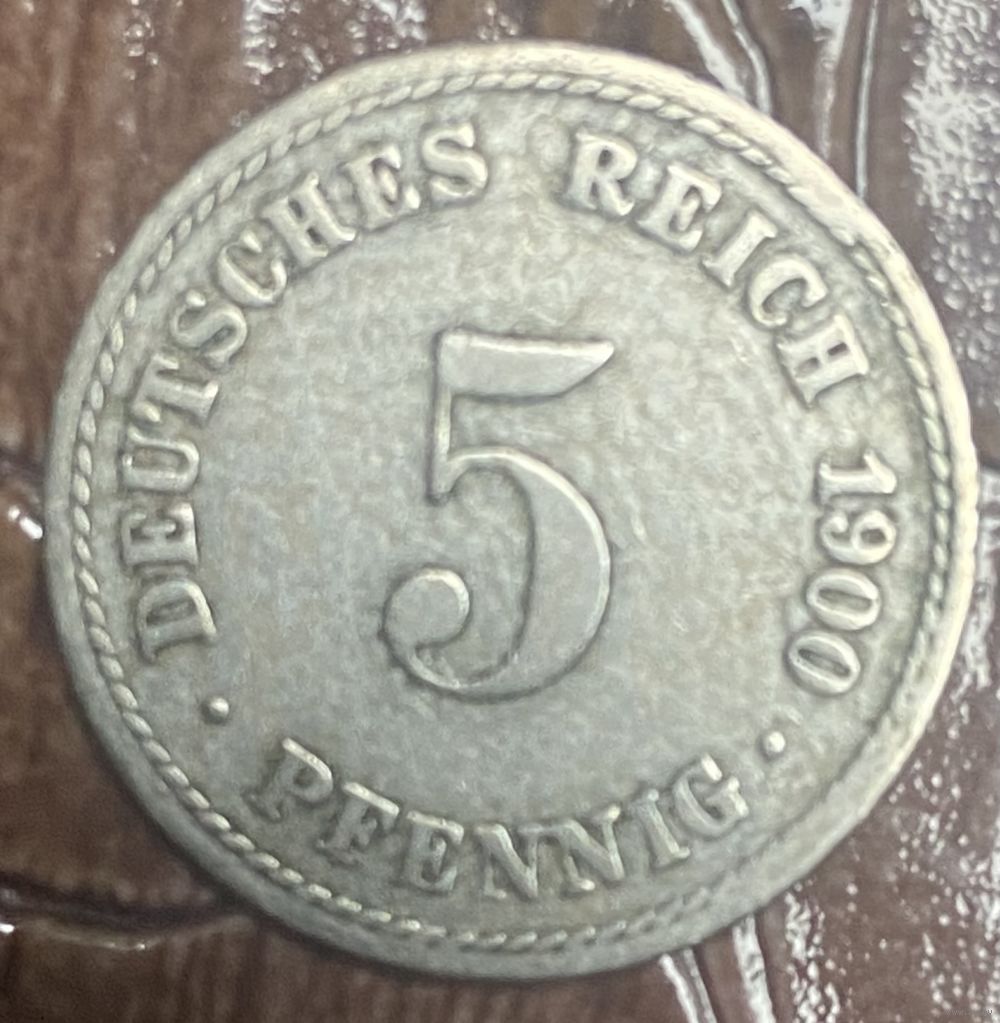 DEUTSCHES REICH 1900
5
PFENNIG